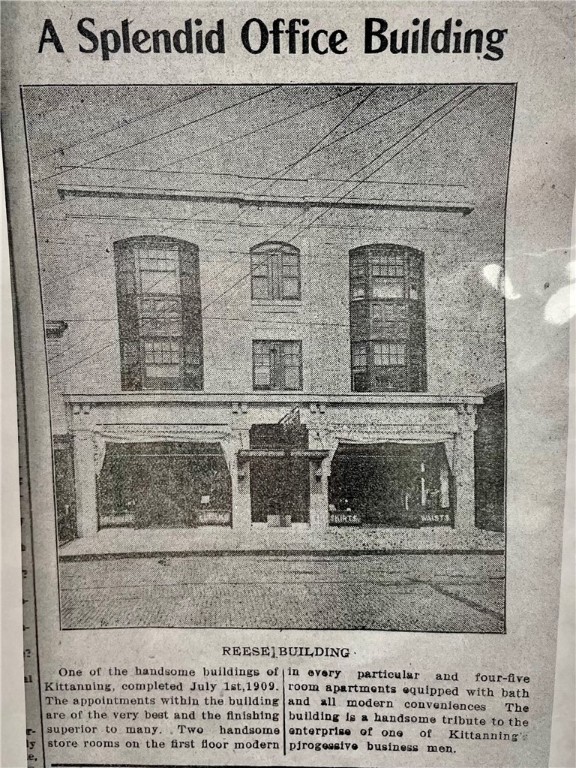 A Splendid Office Building
SKIRTS
WAISTS
REESE]BUILDING.
One of the handsome buildings of
Kittanning, completed July 1st,1909.
The appointments within the building
are of the very best and the finishing
superior to many. . Two handsome
store rooms on the first floor modern
in every particular and four-five
room apartments equipped with bath
and all modern conveniences The
building is a handsome tribute to the
enterprise of one of Kittanning's
pjrogessive business men.